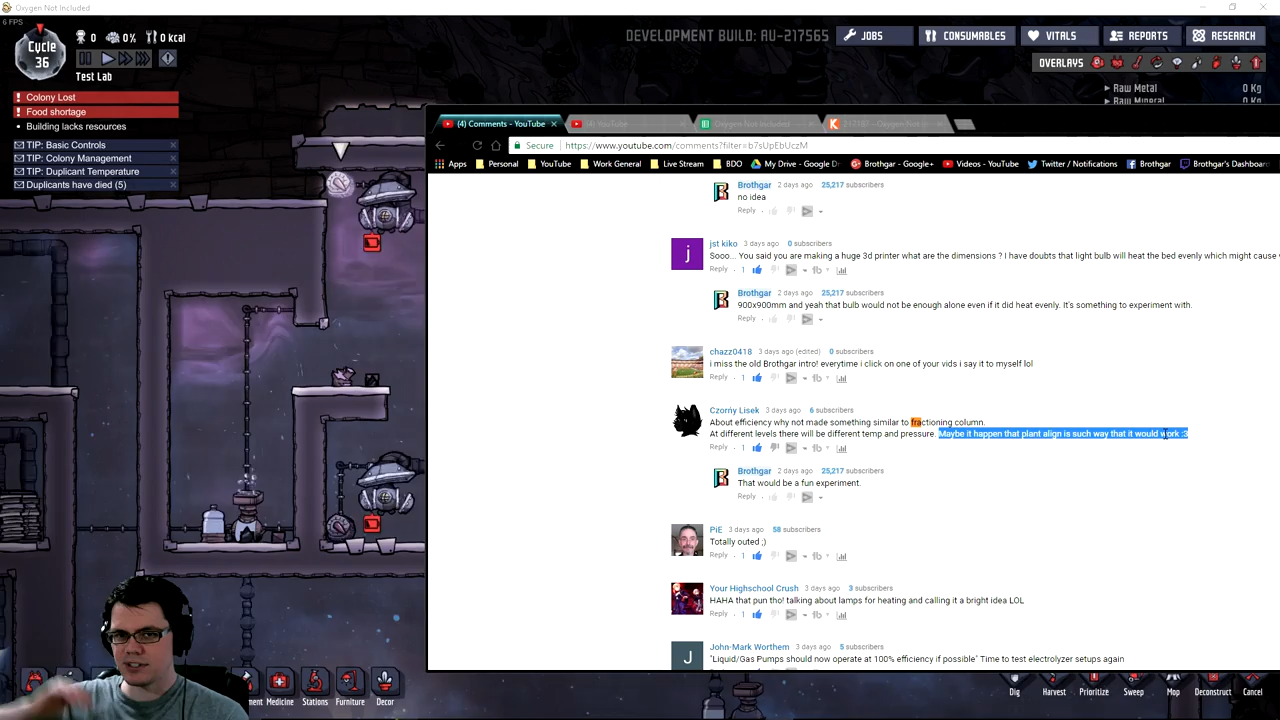 Oxygen Not Included
6 FPS
Cycle
36
0
0%
0 kcal
Test Lab
DEVELOPMENT BUILD: AU-217565
JOBS
CONSUMABLES
VITALS
REPORTS
RESEARCH
OVERLAYS
Raw Metal 0 Kg
Raw Mineral 0 Kg
! Colony Lost
! Food shortage
• Building lacks resources
TIP: Basic Controls
TIP: Colony Management
TIP: Duplicant Temperature
Duplicants have died (5)
(4) Comments - YouTube
(4) YouTube
Oxygen Not Included
Secure https://www.youtube.com/comments?filter=b7sUpEbUczM
Apps Personal YouTube Work General Live Stream BDO My Drive - Google D Brothgar - Google+ Videos - YouTube Twitter / Notifications Brothgar Brothgar's Dashboard
Brothgar 2 days ago 25,217 subscribers
no idea
Reply
jst kiko 3 days ago 0 subscribers
Sooo... You said you are making a huge 3d printer what are the dimensions ? I have doubts that light bulb will heat the bed evenly which might cause
Reply 1
Brothgar 2 days ago 25,217 subscribers
900x900mm and yeah that bulb would not be enough alone even if it did heat evenly. It's something to experiment with.
Reply
chazz0418 3 days ago (edited) 0 subscribers
i miss the old Brothgar intro! everytime i click on one of your vids i say it to myself lol
Reply 1
Czorńy Lisek 3 days ago 6 subscribers
About efficiency why not made something similar to fractioning column.
At different levels there will be different temp and pressure. Maybe it happen that plant align is such way that it would work :3
Reply 1
Brothgar 2 days ago 25,217 subscribers
That would be a fun experiment.
Reply
PiE 3 days ago 58 subscribers
Totally outed ;)
Reply 1
Your Highschool Crush 3 days ago 3 subscribers
HAHA that pun tho! talking about lamps for heating and calling it a bright idea LOL
Reply 1
J
John-Mark Worthem 3 days ago 5 subscribers
"Liquid/Gas Pumps should now operate at 100% efficiency if possible" Time to test electrolyzer setups again
Medicine Stations Furniture Decor
Dig Harvest Prioritize Sweep Mop Deconstruct Cancel